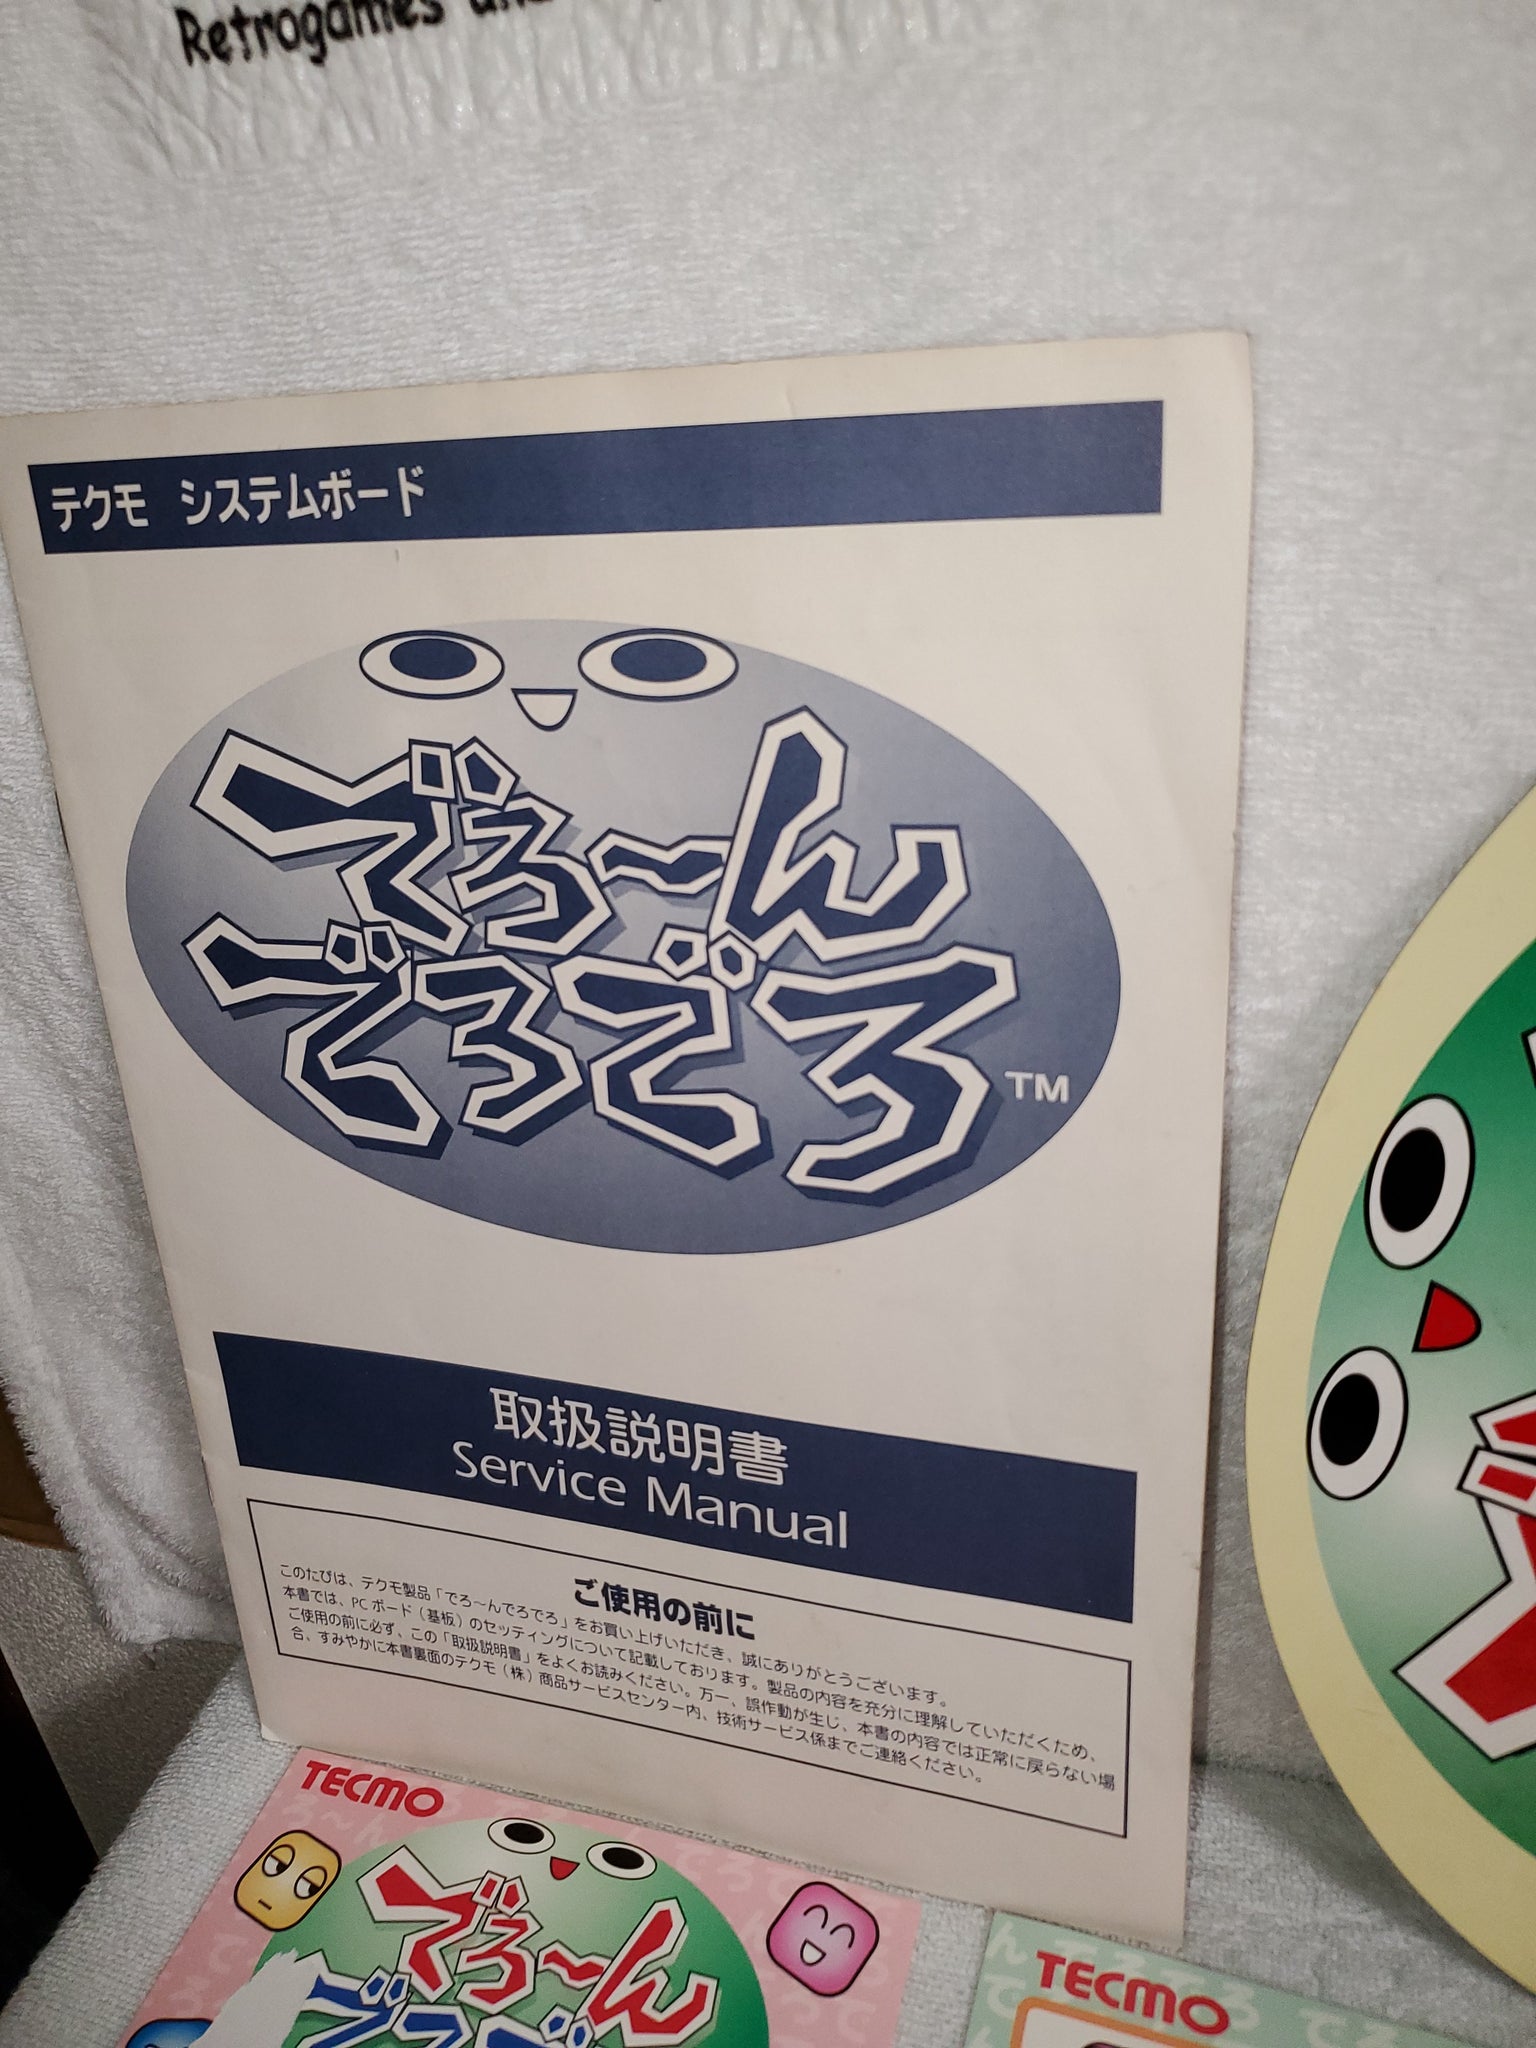 Retrogames and
テクモ システムボード
でろ～ん
でろでろ
TM
取扱説明書
Service Manual
ご使用の前に
このたびは、テクモ製品「でろ～んでろでろ」をお買い上げいただき、誠にありがとうございます。
本書では、PCボード（基板）のセッティングについて記載しております。製品の内容を充分に理解していただくため、
ご使用の前に必ず、この「取扱説明書」をよくお読みください。万一、誤作動が生じ、本書の内容では正常に戻らない場
合、すみやかに本書裏面のテクモ（株）商品サービスセンター内、技術サービス係までご連絡ください。
TECMO
でろ～ん
でろで
TECMO